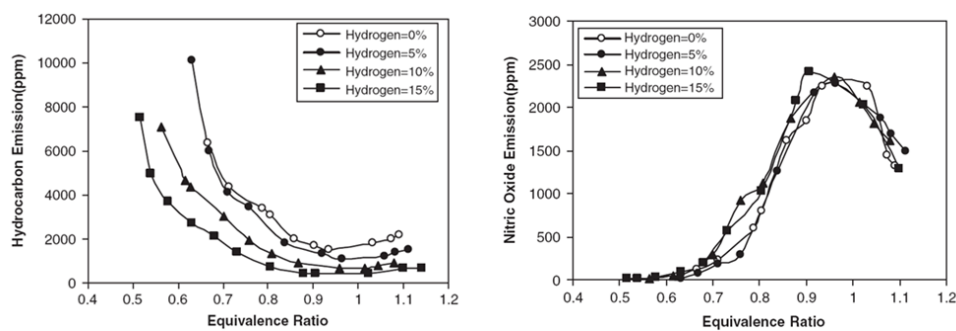 12000
10000
8000
6000
4000
2000
0
Hydrocarbon Emission(ppm)
Hydrogen=0%
Hydrogen=5%
Hydrogen=10%
Hydrogen=15%
0.4 0.5 0.6 0.7 0.8 0.9 1 1.1 1.2
Equivalence Ratio
3000
2500
2000
1500
1000
500
0
Nitric Oxide Emission(ppm)
Hydrogen=0%
Hydrogen=5%
Hydrogen=10%
Hydrogen=15%
0.4 0.5 0.6 0.7 0.8 0.9 1 1.1 1.2
Equivalence Ratio